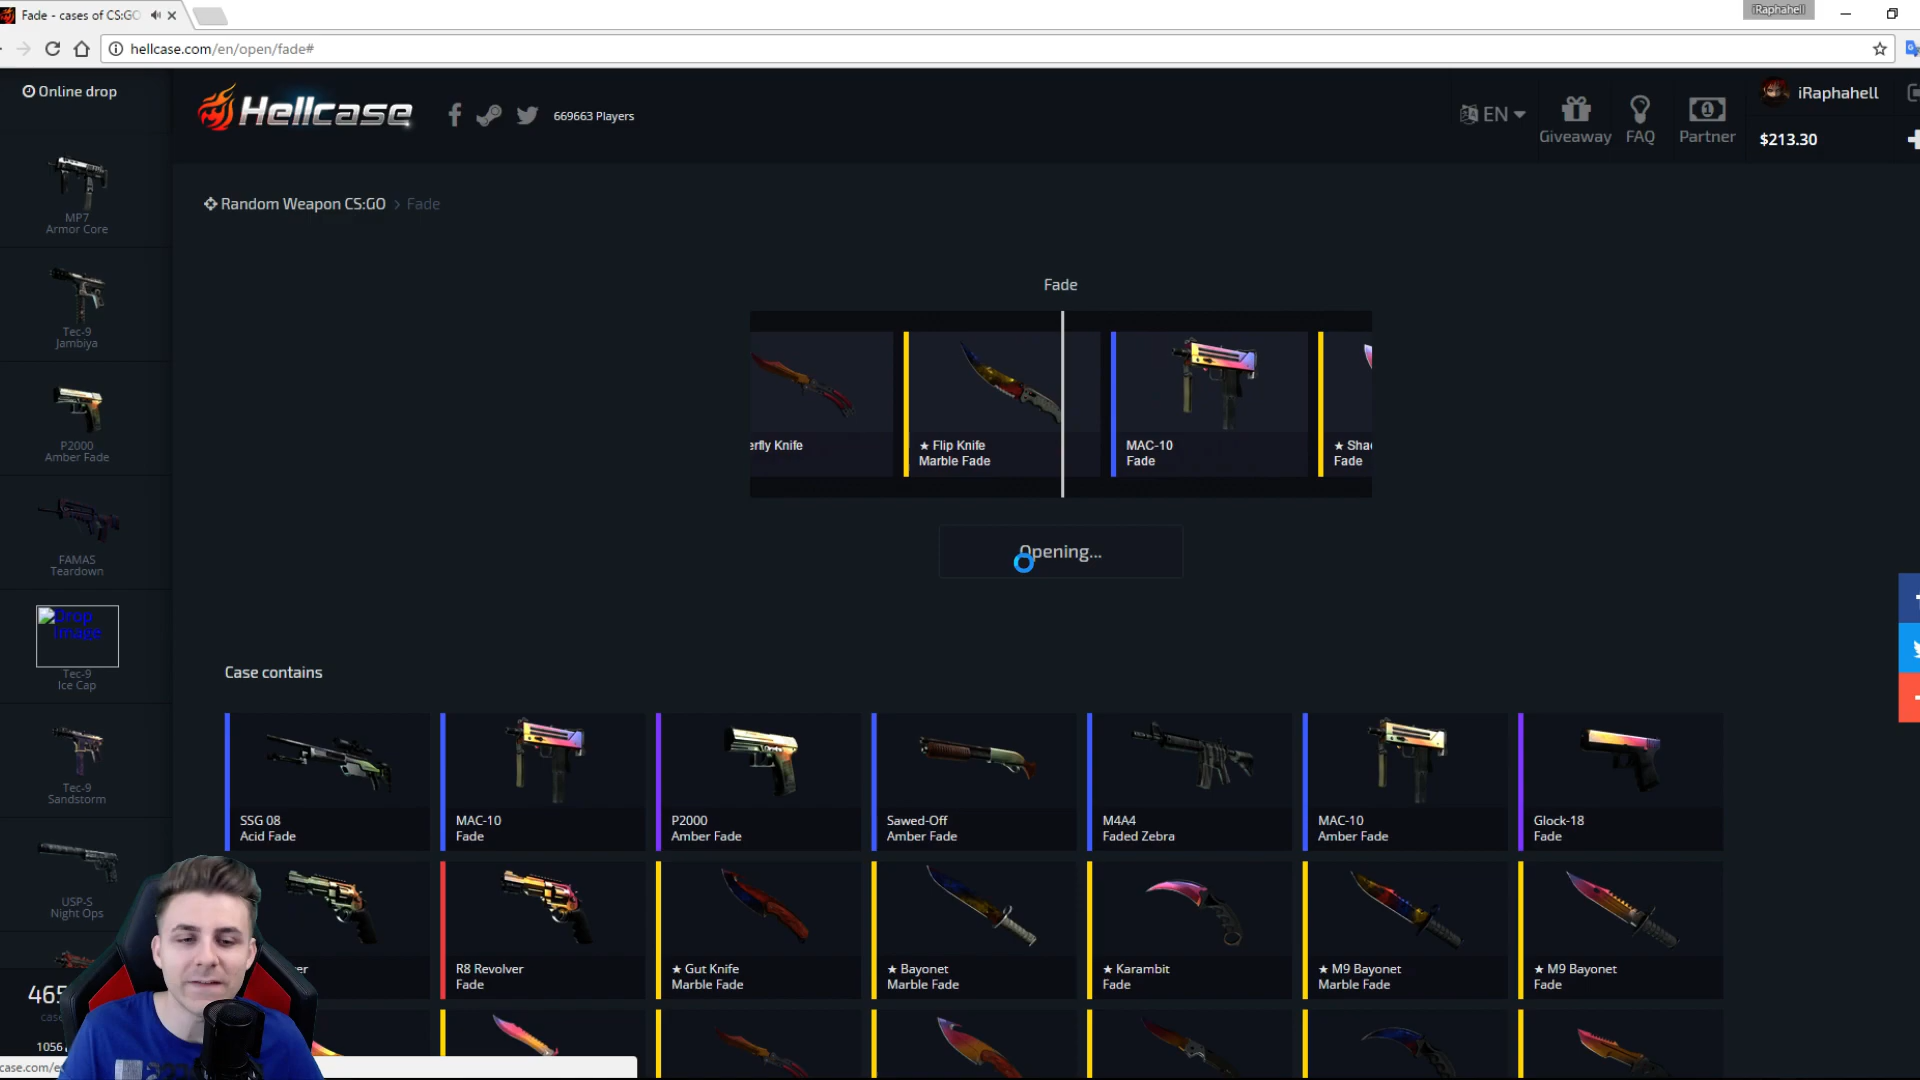 Fade - cases of CS:GO
iRaphahell
hellcase.com/en/open/fade#
Online drop
Hellcase
669663 Players
EN
Giveaway
FAQ
Partner
iRaphahell
$213.30
MP7
Armor Core
Random Weapon CS:GO > Fade
Fade
Tec-9
Jambiya
erfly Knife
★ Flip Knife
Marble Fade
MAC-10
Fade
★ Sha
Fade
P2000
Amber Fade
Opening...
FAMAS
Teardown
Drop
Image
Tec-9
Ice Cap
Case contains
Tec-9
Sandstorm
SSG 08
Acid Fade
MAC-10
Fade
P2000
Amber Fade
Sawed-Off
Amber Fade
M4A4
Faded Zebra
MAC-10
Amber Fade
Glock-18
Fade
USP-S
Night Ops
er
R8 Revolver
Fade
★ Gut Knife
Marble Fade
★ Bayonet
Marble Fade
★ Karambit
Fade
★ M9 Bayonet
Marble Fade
★ M9 Bayonet
Fade
465
case
1056
case.com/e